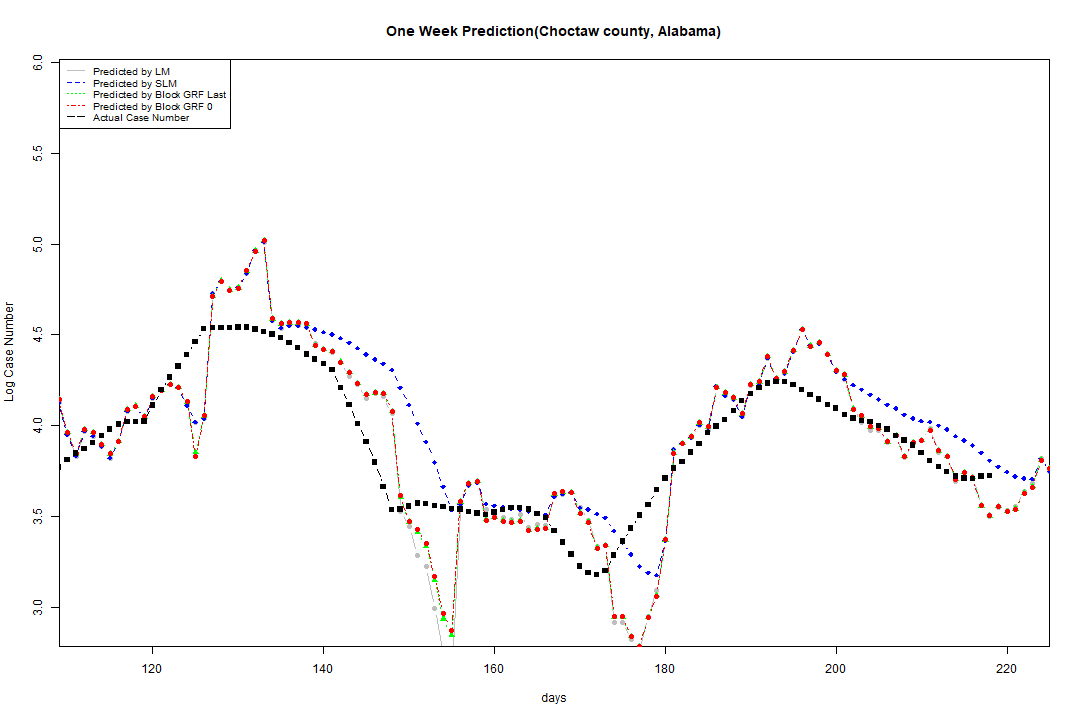 One Week Prediction(Choctaw county, Alabama)
Predicted by LM
Predicted by SLM
Predicted by Block GRF Last
Predicted by Block GRF 0
Actual Case Number
6.0
5.5
5.0
4.5
4.0
3.5
3.0
Log Case Number
120 140 160 180 200 220
days